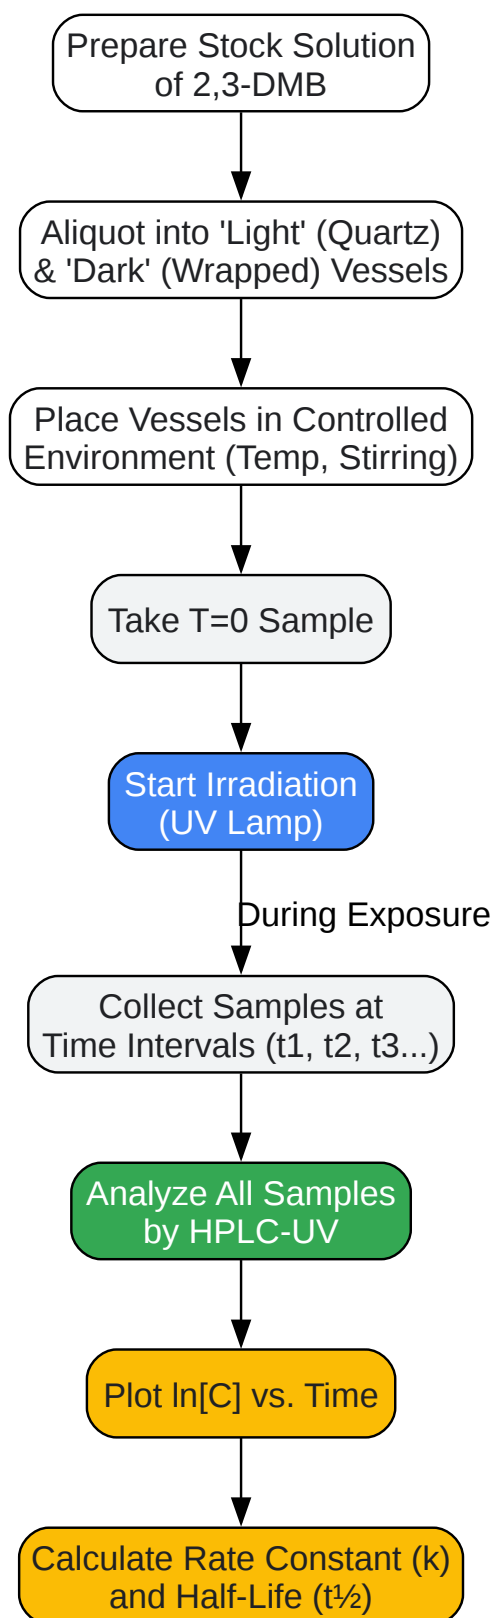 Prepare Stock Solution
of 2,3-DMB
Aliquot into 'Light' (Quartz)
& 'Dark' (Wrapped) Vessels
Place Vessels in Controlled
Environment (Temp, Stirring)
Take T=0 Sample
Start Irradiation
(UV Lamp)
During Exposure
Collect Samples at
Time Intervals (t1, t2, t3...)
Analyze All Samples
by HPLC-UV
Plot ln[C] vs. Time
Calculate Rate Constant (k)
and Half-Life (t½)